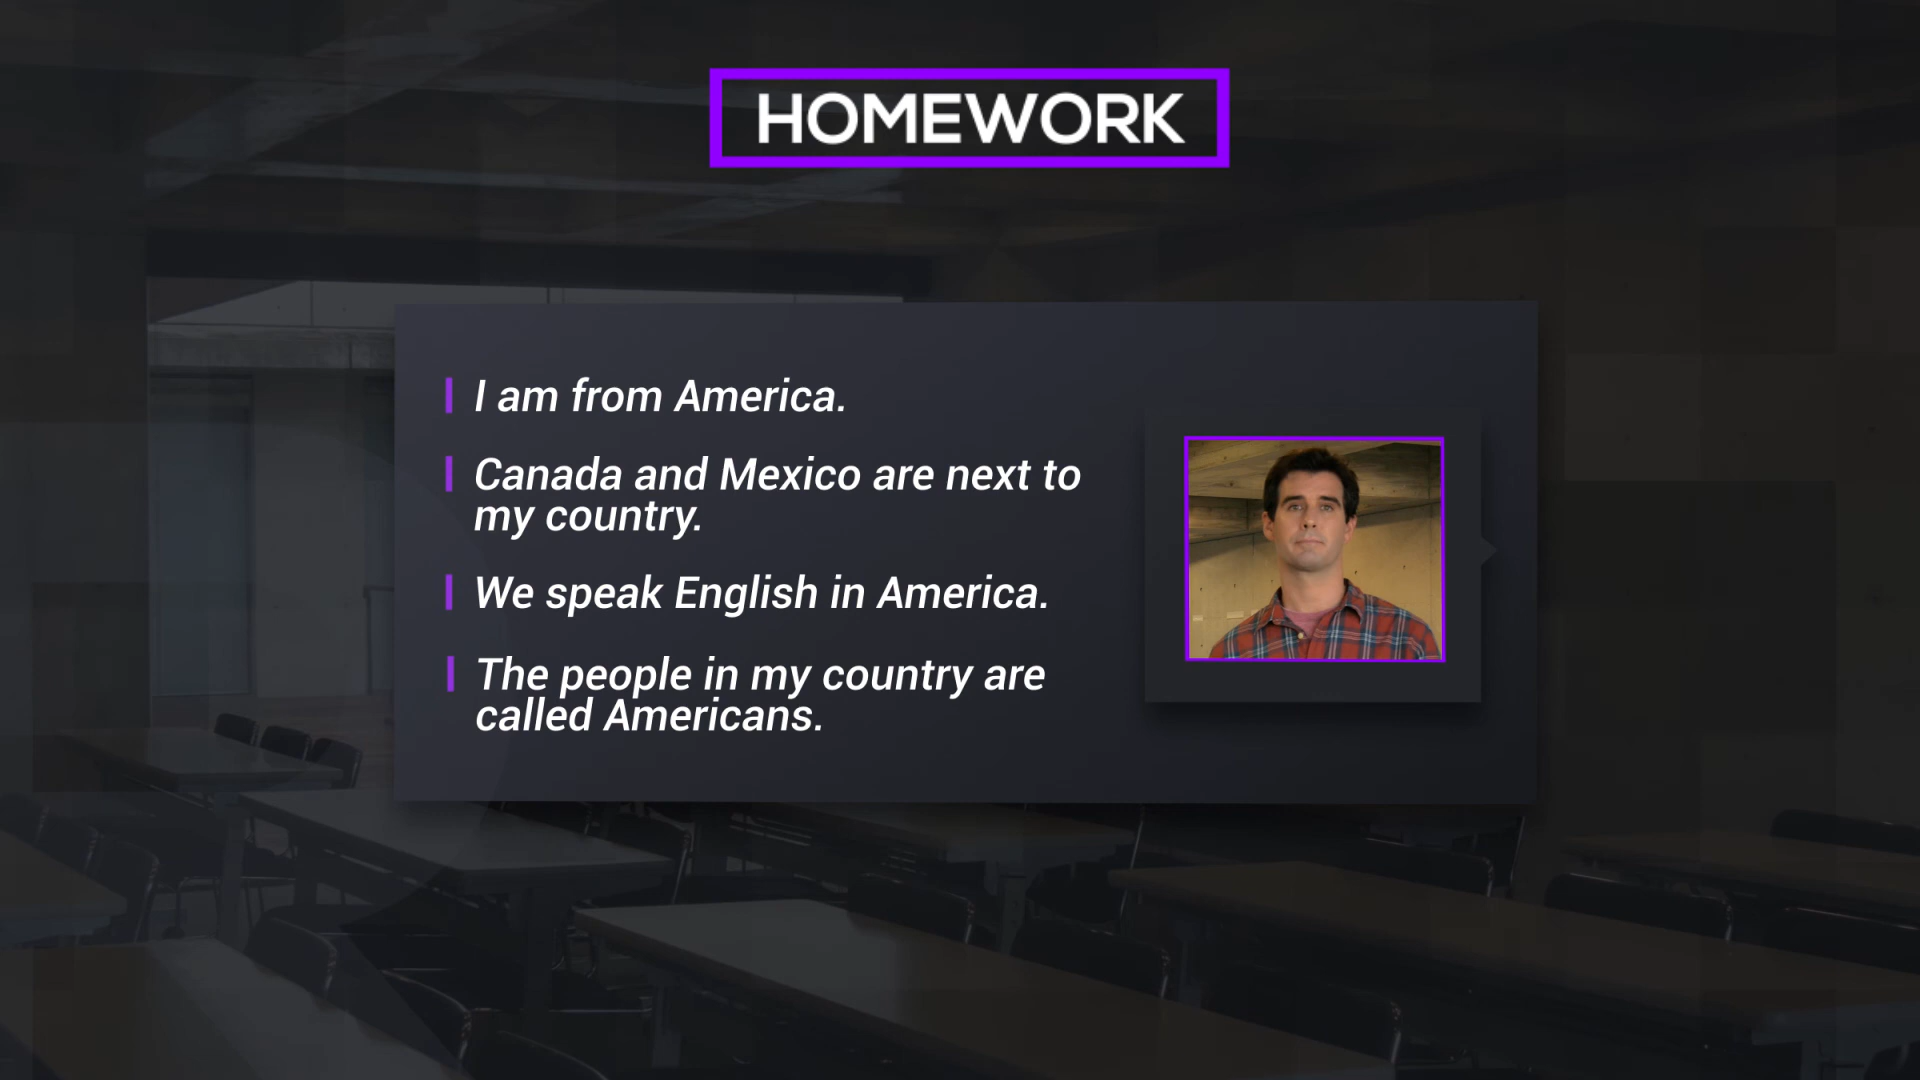 HOMEWORK
I am from America.
Canada and Mexico are next to
my country.
We speak English in America.
The people in my country are
called Americans.